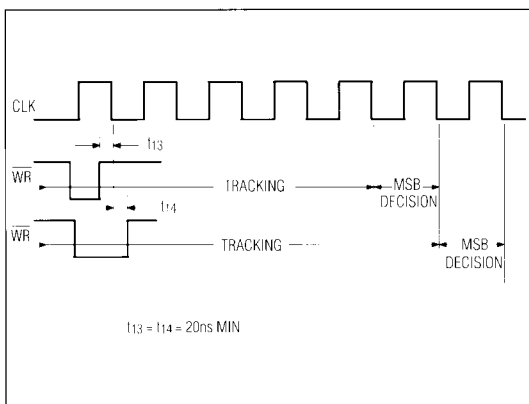 CLK
t13
WR
TRACKING
MSB
DECISION
t14
WR
TRACKING
MSB
DECISION
t13 = t14 = 20ns MIN